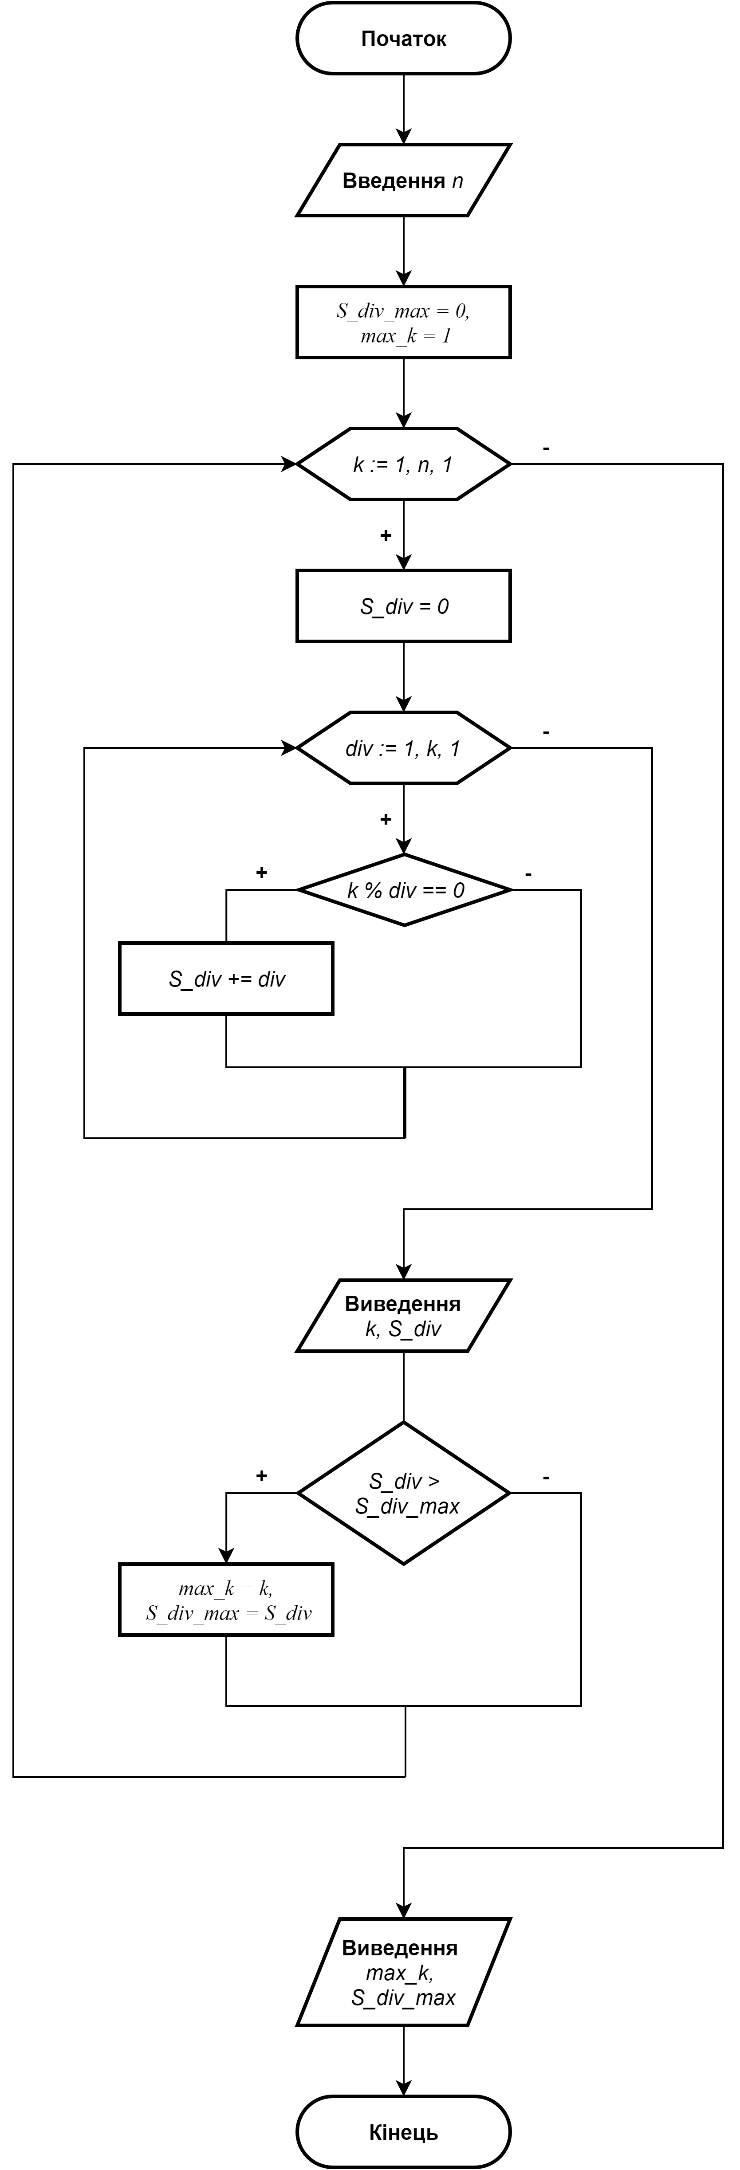 Початок
Введення n
S_div_max = 0,
max_k = 1
k := 1, n, 1
-
+
S_div = 0
div := 1, k, 1
-
+
k % div == 0
+
-
S_div += div
Виведення
k, S_div
S_div >
S_div_max
+
-
max_k = k,
S_div_max = S_div
Виведення
max_k,
S_div_max
Кінець